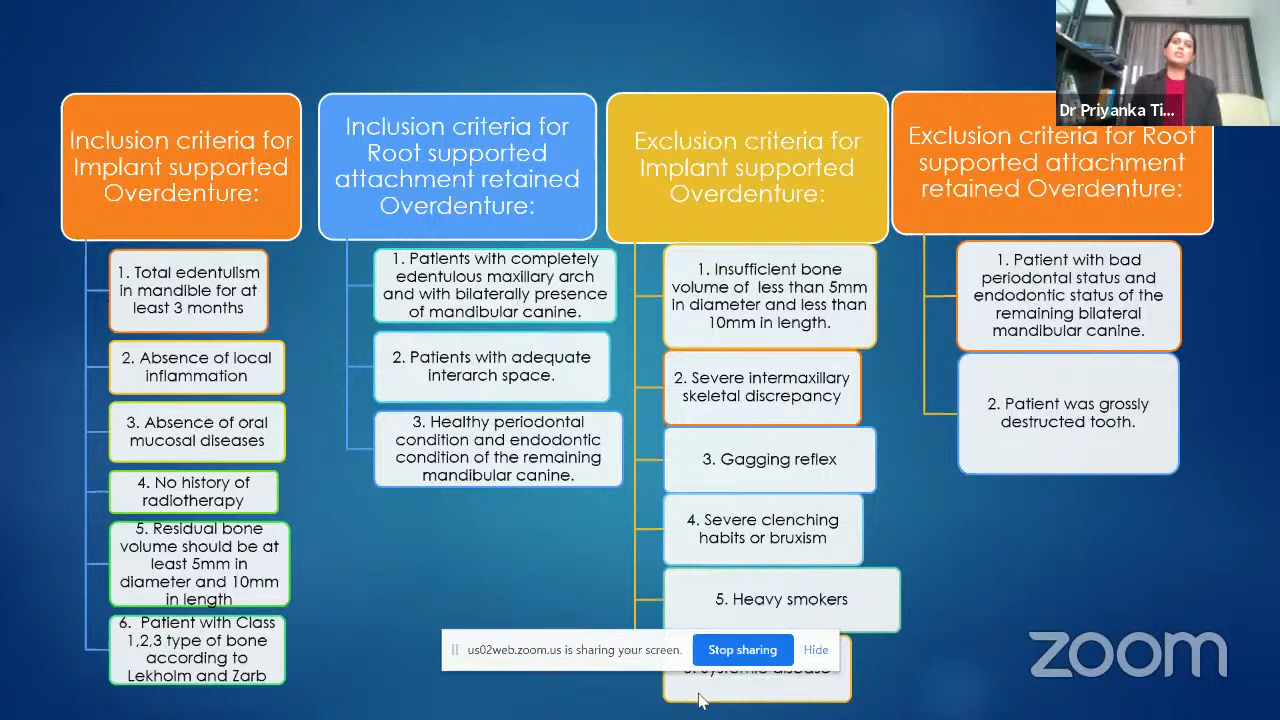 Dr Priyanka Ti...
Inclusion criteria for
Implant supported
Overdenture:
1. Total edentulism
in mandible for at
least 3 months
2. Absence of local
inflammation
3. Absence of oral
mucosal diseases
4. No history of
radiotherapy
5. Residual bone
volume should be at
least 5mm in
diameter and 10mm
in length
6. Patient with Class
1,2,3 type of bone
according to
Lekholm and Zarb
Inclusion criteria for
Root supported
attachment retained
Overdenture:
1. Patients with completely
edentulous maxillary arch
and with bilaterally presence
of mandibular canine.
2. Patients with adequate
interarch space.
3. Healthy periodontal
condition and endodontic
condition of the remaining
mandibular canine.
Exclusion criteria for
Implant supported
Overdenture:
1. Insufficient bone
volume of less than 5mm
in diameter and less than
10mm in length.
2. Severe intermaxillary
skeletal discrepancy
3. Gagging reflex
4. Severe clenching
habits or bruxism
5. Heavy smokers
disease
Exclusion criteria for Root
supported attachment
retained Overdenture:
1. Patient with bad
periodontal status and
endodontic status of the
remaining bilateral
mandibular canine.
2. Patient was grossly
destructed tooth.
us02web.zoom.us is sharing your screen.
Stop sharing
Hide
zoom